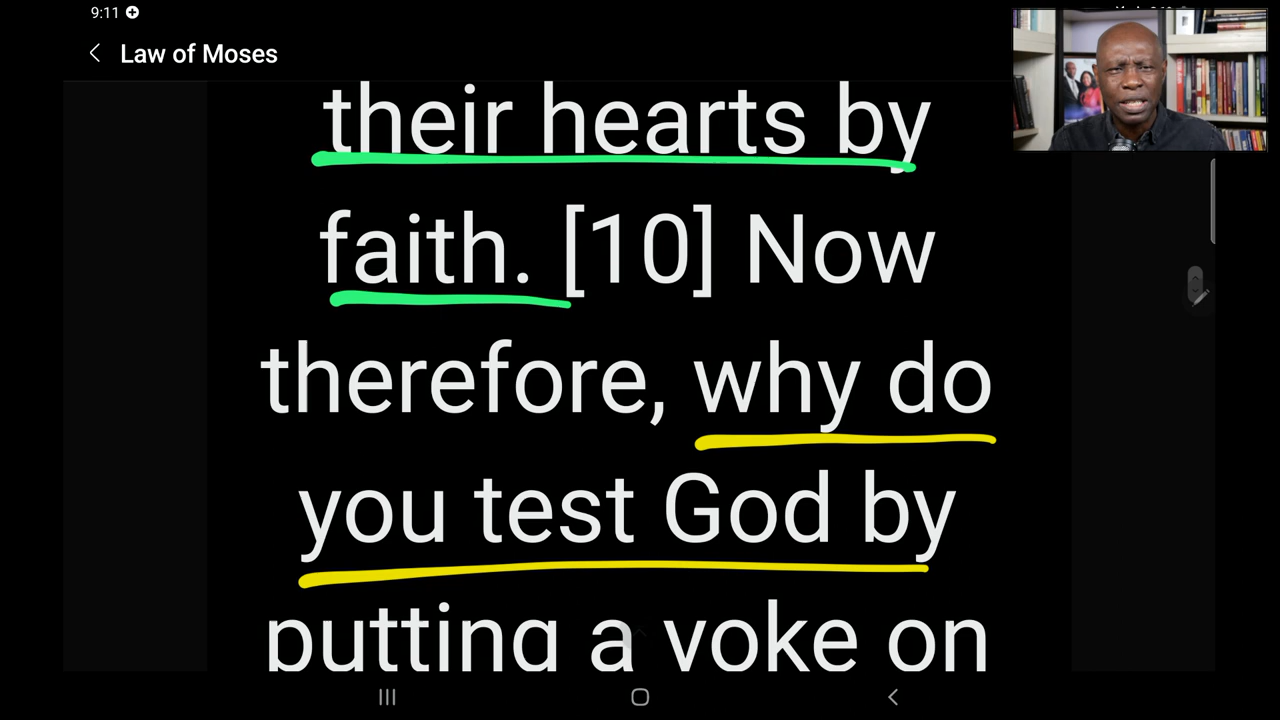 9:11
Law of Moses
their hearts by
faith. [10] Now
therefore, why do
you test God by
putting a yoke on